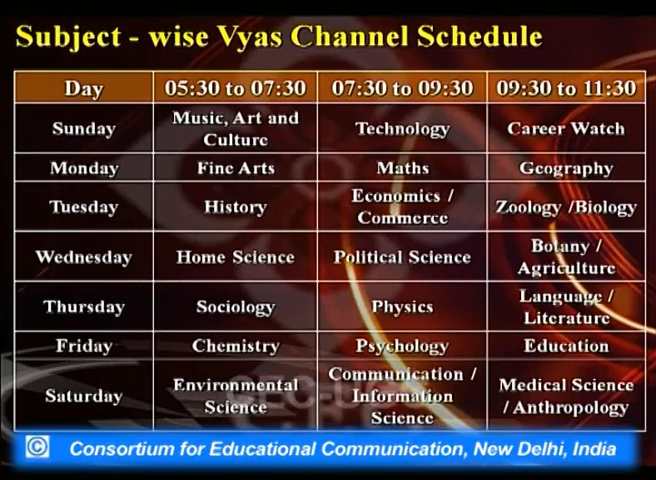 Subject - wise Vyas Channel Schedule
Day 05:30 to 07:30 07:30 to 09:30 09:30 to 11:30
Sunday Music, Art and Culture Technology Career Watch
Monday Fine Arts Maths Geography
Tuesday History Economics / Commerce Zoology /Biology
Wednesday Home Science Political Science Botany / Agriculture
Thursday Sociology Physics Language / Literature
Friday Chemistry Psychology Education
Saturday Environmental Science Communication / Information Science Medical Science / Anthropology
CEC-UGC
© Consortium for Educational Communication, New Delhi, India